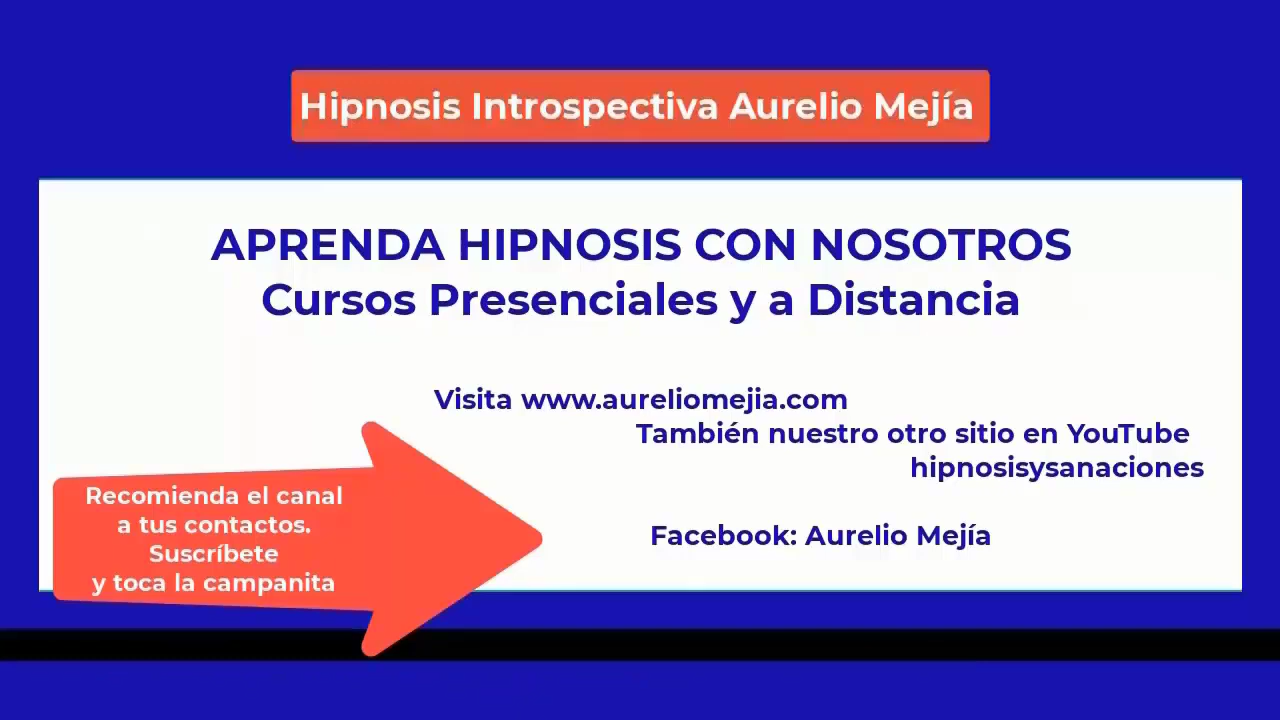 Hipnosis Introspectiva Aurelio Mejía
APRENDA HIPNOSIS CON NOSOTROS
Cursos Presenciales y a Distancia
Visita www.aureliomejia.com
También nuestro otro sitio en YouTube
hipnosisysanaciones
Facebook: Aurelio Mejía
Recomienda el canal
a tus contactos.
Suscríbete
y toca la campanita